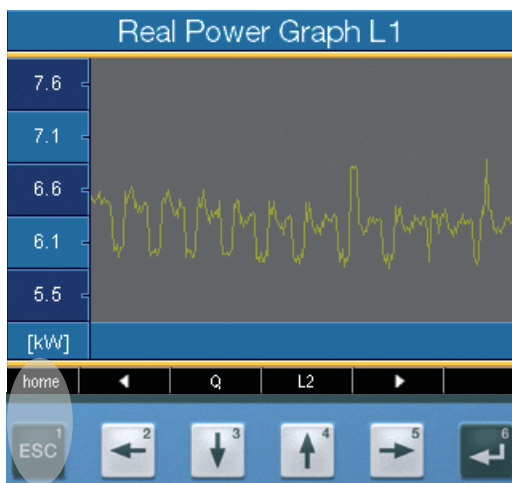 Real Power Graph L1
7.6
7.1
6.6
6.1
5.5
[kW]
home ◄ Q L2 ►
ESC 1 ← 2 ↓ 3 ↑ 4 → 5 ↵ 6